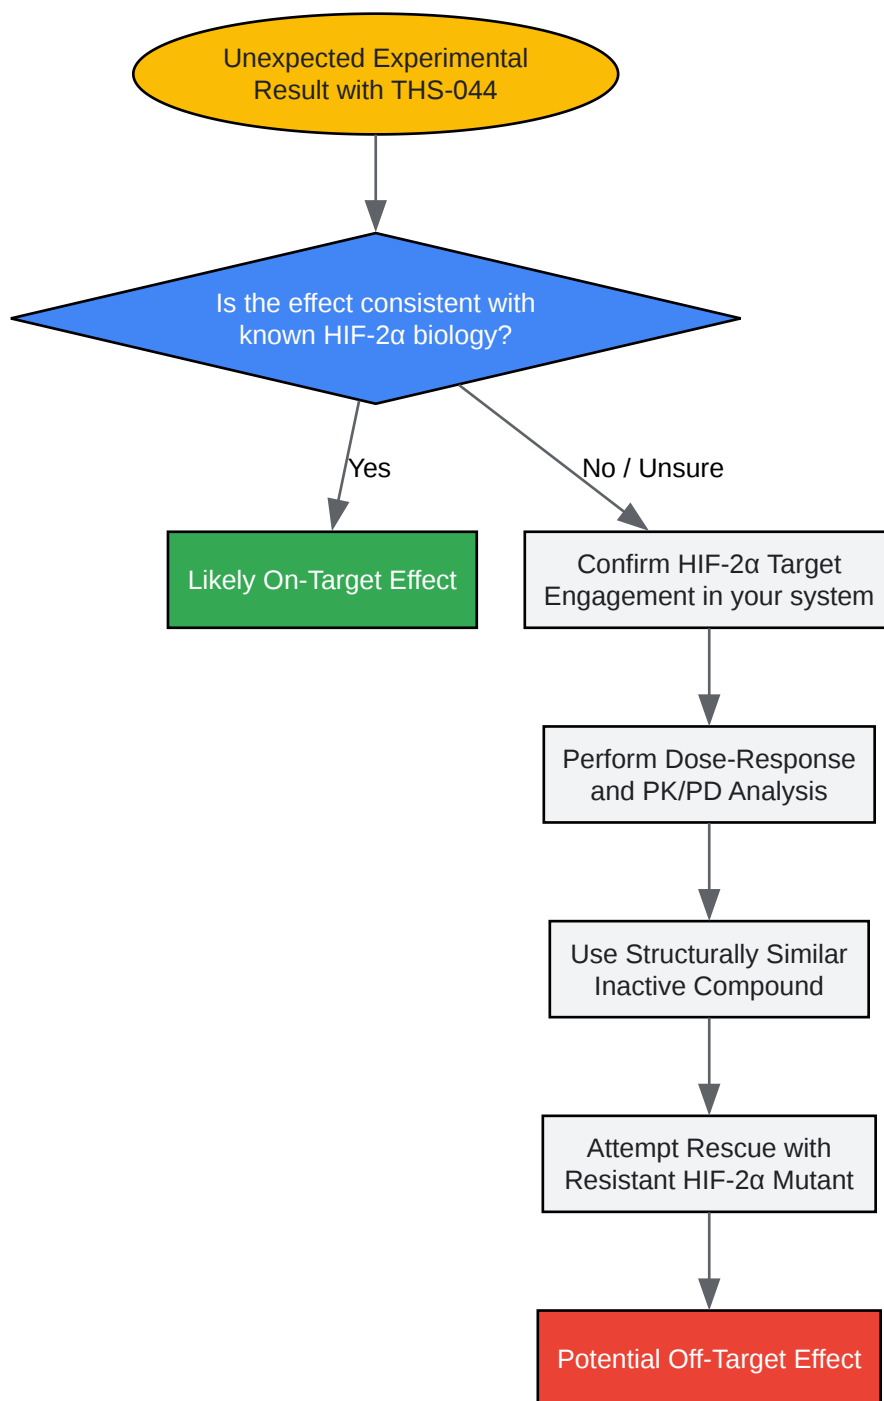 Unexpected Experimental
Result with THS-044
Is the effect consistent with
known HIF-2α biology?
Yes
No / Unsure
Likely On-Target Effect
Confirm HIF-2α Target
Engagement in your system
Perform Dose-Response
and PK/PD Analysis
Use Structurally Similar
Inactive Compound
Attempt Rescue with
Resistant HIF-2α Mutant
Potential Off-Target Effect